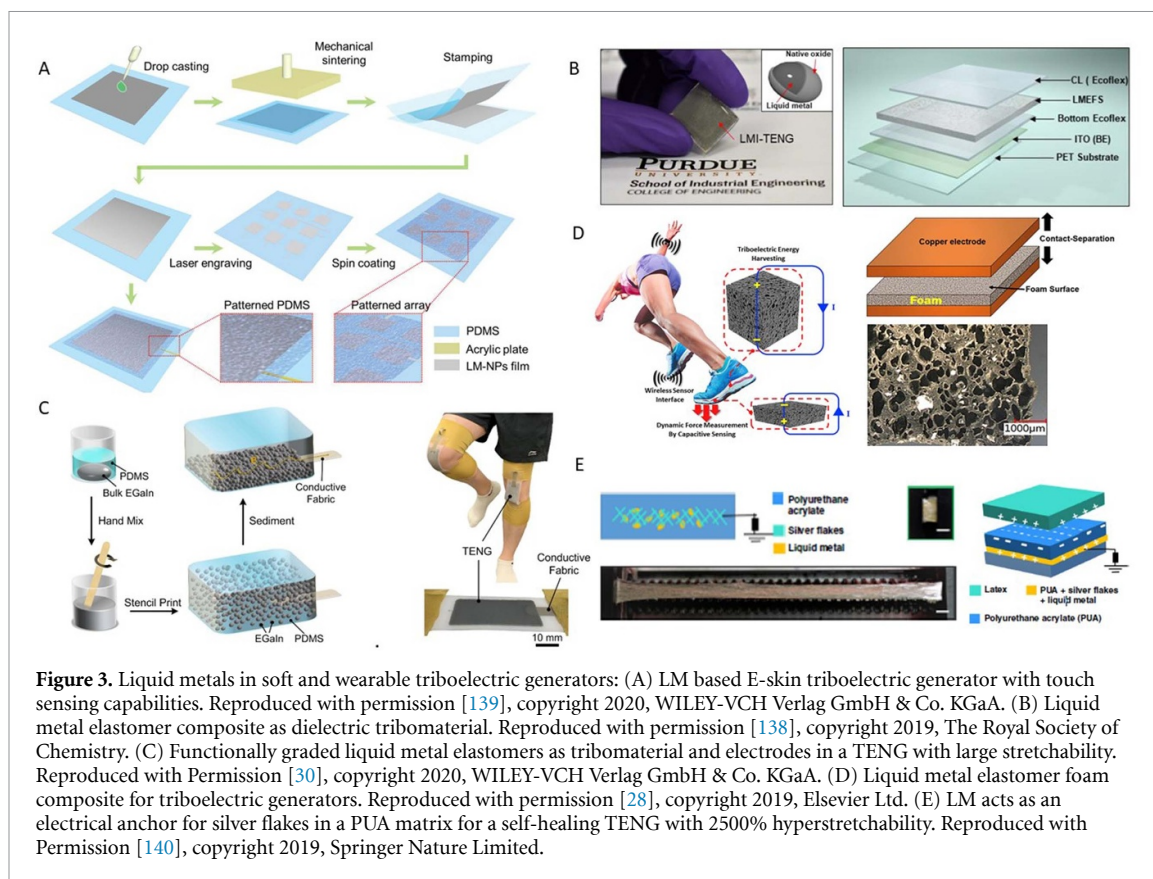 A
Drop casting
Mechanical
sintering
Stamping
Laser engraving
Spin coating
Patterned PDMS
Patterned array
PDMS
Acrylic plate
LM-NPs film
B
Native oxide
Liquid metal
LMI-TENG
PURDUE
UNIVERSITY
School of Industrial Engineering
COLLEGE OF ENGINEERING
CL ( Ecoflex)
LMEFS
Bottom Ecoflex
ITO (BE)
PET Substrate
C
PDMS
Bulk EGaIn
Hand Mix
Stencil Print
Sediment
Conductive
Fabric
EGaIn
PDMS
TENG
Conductive
Fabric
10 mm
D
Triboelectric Energy
Harvesting
I
Wireless Sensor
Interface
Dynamic Force Measurement
By Capacitive Sensing
I
Copper electrode
Contact-Separation
Foam Surface
Foam
1000µm
E
Polyurethane
acrylate
Silver flakes
Liquid metal
Latex
PUA + silver flakes
+ liquid metal
Polyurethane acrylate (PUA)
Figure 3. Liquid metals in soft and wearable triboelectric generators: (A) LM based E-skin triboelectric generator with touch
sensing capabilities. Reproduced with permission [139], copyright 2020, WILEY-VCH Verlag GmbH & Co. KGaA. (B) Liquid
metal elastomer composite as dielectric tribomaterial. Reproduced with permission [138], copyright 2019, The Royal Society of
Chemistry. (C) Functionally graded liquid metal elastomers as tribomaterial and electrodes in a TENG with large stretchability.
Reproduced with Permission [30], copyright 2020, WILEY-VCH Verlag GmbH & Co. KGaA. (D) Liquid metal elastomer foam
composite for triboelectric generators. Reproduced with permission [28], copyright 2019, Elsevier Ltd. (E) LM acts as an
electrical anchor for silver flakes in a PUA matrix for a self-healing TENG with 2500% hyperstretchability. Reproduced with
Permission [140], copyright 2019, Springer Nature Limited.